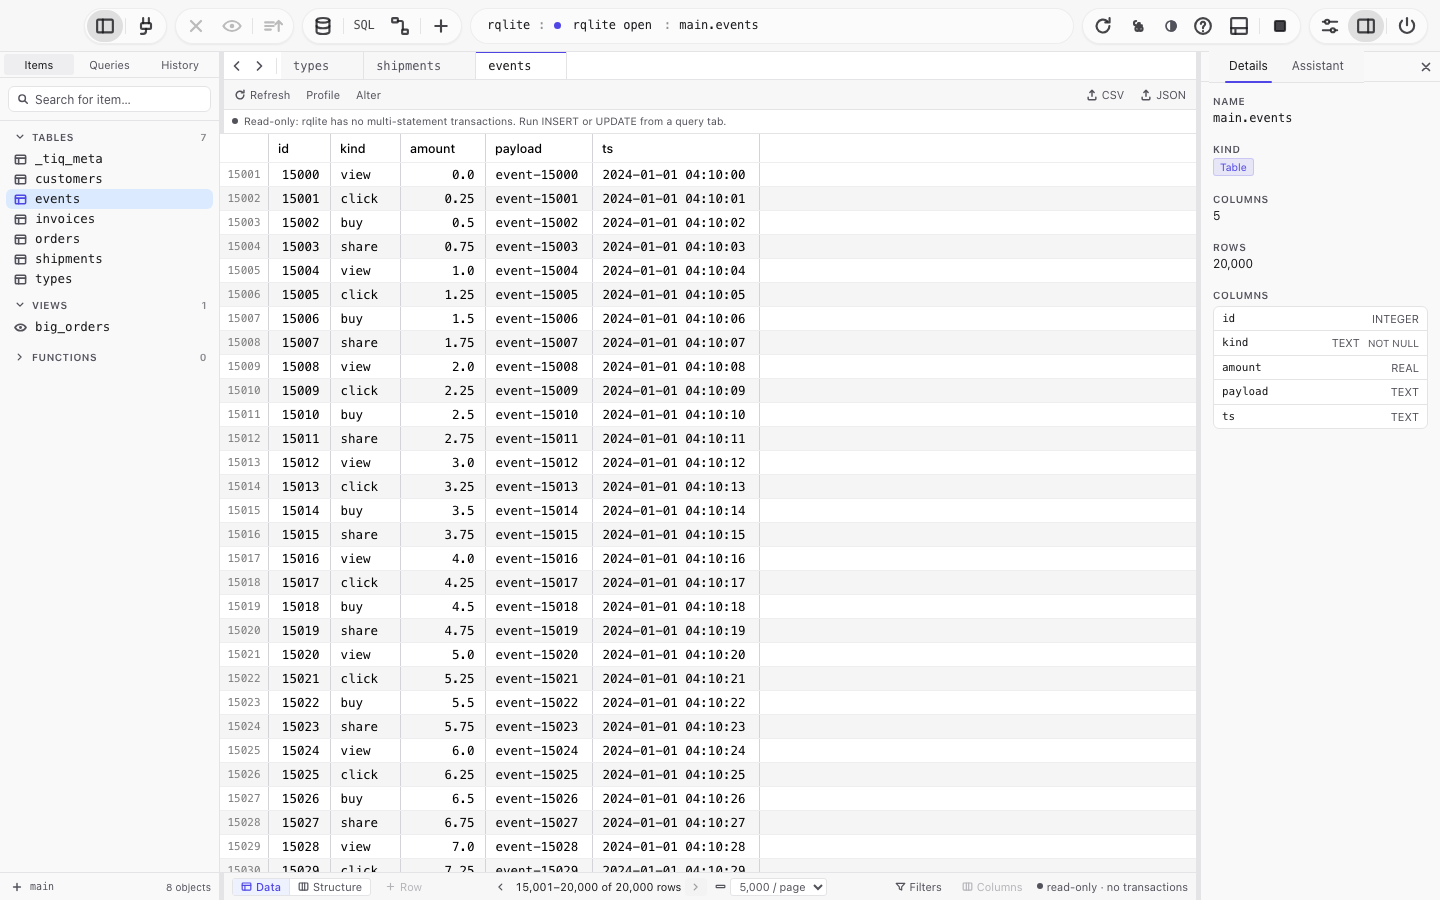 SQL
rqlite : rqlite open : main.events
Items Queries History
types shipments events
Details Assistant
Search for item...
Refresh Profile Alter CSV JSON
Read-only: rqlite has no multi-statement transactions. Run INSERT or UPDATE from a query tab.
TABLES 7
_tiq_meta
customers
events
invoices
orders
shipments
types
VIEWS 1
big_orders
FUNCTIONS 0
id kind amount payload ts
15001 15000 view 0.0 event-15000 2024-01-01 04:10:00
15002 15001 click 0.25 event-15001 2024-01-01 04:10:01
15003 15002 buy 0.5 event-15002 2024-01-01 04:10:02
15004 15003 share 0.75 event-15003 2024-01-01 04:10:03
15005 15004 view 1.0 event-15004 2024-01-01 04:10:04
15006 15005 click 1.25 event-15005 2024-01-01 04:10:05
15007 15006 buy 1.5 event-15006 2024-01-01 04:10:06
15008 15007 share 1.75 event-15007 2024-01-01 04:10:07
15009 15008 view 2.0 event-15008 2024-01-01 04:10:08
15010 15009 click 2.25 event-15009 2024-01-01 04:10:09
15011 15010 buy 2.5 event-15010 2024-01-01 04:10:10
15012 15011 share 2.75 event-15011 2024-01-01 04:10:11
15013 15012 view 3.0 event-15012 2024-01-01 04:10:12
15014 15013 click 3.25 event-15013 2024-01-01 04:10:13
15015 15014 buy 3.5 event-15014 2024-01-01 04:10:14
15016 15015 share 3.75 event-15015 2024-01-01 04:10:15
15017 15016 view 4.0 event-15016 2024-01-01 04:10:16
15018 15017 click 4.25 event-15017 2024-01-01 04:10:17
15019 15018 buy 4.5 event-15018 2024-01-01 04:10:18
15020 15019 share 4.75 event-15019 2024-01-01 04:10:19
15021 15020 view 5.0 event-15020 2024-01-01 04:10:20
15022 15021 click 5.25 event-15021 2024-01-01 04:10:21
15023 15022 buy 5.5 event-15022 2024-01-01 04:10:22
15024 15023 share 5.75 event-15023 2024-01-01 04:10:23
15025 15024 view 6.0 event-15024 2024-01-01 04:10:24
15026 15025 click 6.25 event-15025 2024-01-01 04:10:25
15027 15026 buy 6.5 event-15026 2024-01-01 04:10:26
15028 15027 share 6.75 event-15027 2024-01-01 04:10:27
15029 15028 view 7.0 event-15028 2024-01-01 04:10:28
15030 15029 click 7.25 event-15029 2024-01-01 04:10:29
NAME
main.events
KIND
Table
COLUMNS
5
ROWS
20,000
COLUMNS
id INTEGER
kind TEXT NOT NULL
amount REAL
payload TEXT
ts TEXT
main 8 objects
Data Structure Row 15,001–20,000 of 20,000 rows 5,000 / page Filters Columns read-only · no transactions